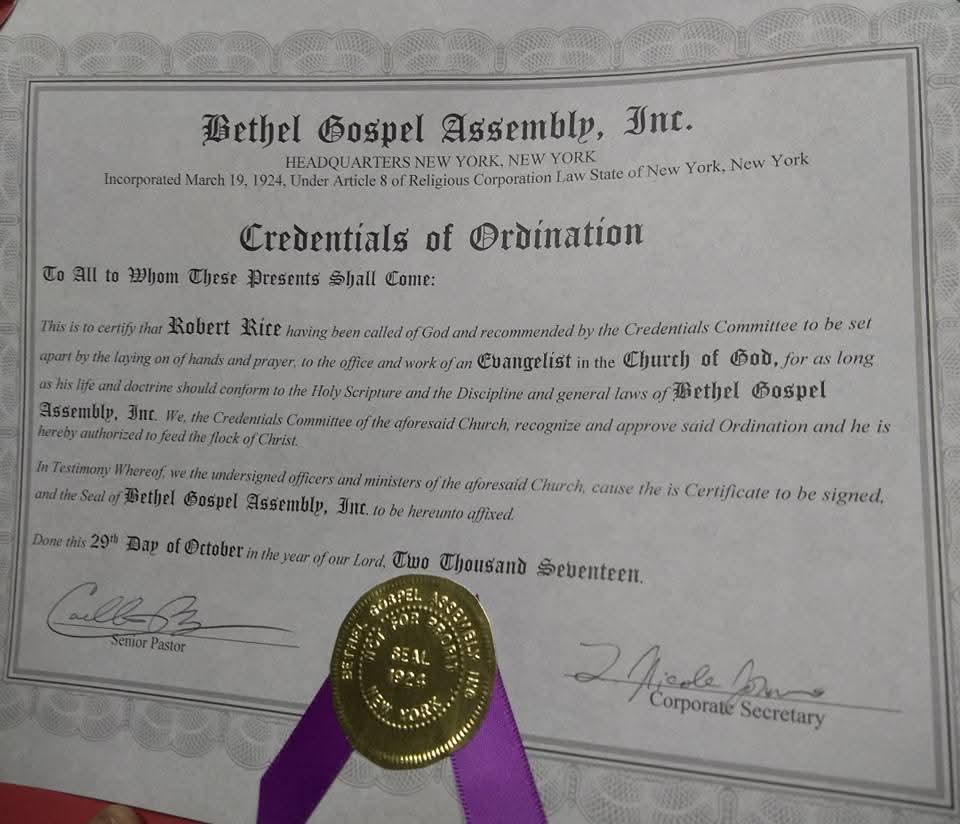 Bethel Gospel Assembly, Inc.
HEADQUARTERS NEW YORK, NEW YORK
Incorporated March 19, 1924, Under Article 8 of Religious Corporation Law State of New York, New York
Credentials of Ordination
To All to Whom These Presents Shall Come:
This is to certify that Robert Rice having been called of God and recommended by the Credentials Committee to be set
apart by the laying on of hands and prayer, to the office and work of an Evangelist in the Church of God, for as long
as his life and doctrine should conform to the Holy Scripture and the Discipline and general laws of Bethel Gospel
Assembly, Inc. We, the Credentials Committee of the aforesaid Church, recognize and approve said Ordination and he is
hereby authorized to feed the flock of Christ.
In Testimony Whereof, we the undersigned officers and ministers of the aforesaid Church, cause the is Certificate to be signed,
and the Seal of Bethel Gospel Assembly, Inc. to be hereunto affixed.
Done this 29th Day of October in the year of our Lord, Two Thousand Seventeen.
Senior Pastor
BETHEL GOSPEL ASSEMBLY, INC
NOT FOR PROFIT
SEAL
1924
NEW YORK
Nicole
Corporate Secretary